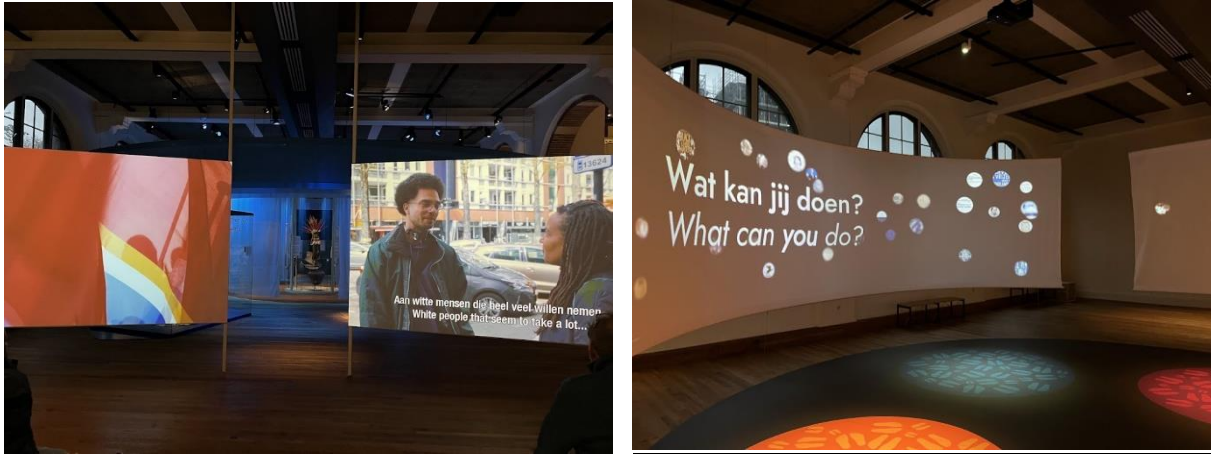 13624
Aan witte mensen die heel veel willen nemen
White people that seem to take a lot...
Wat kan jij doen?
What can you do?